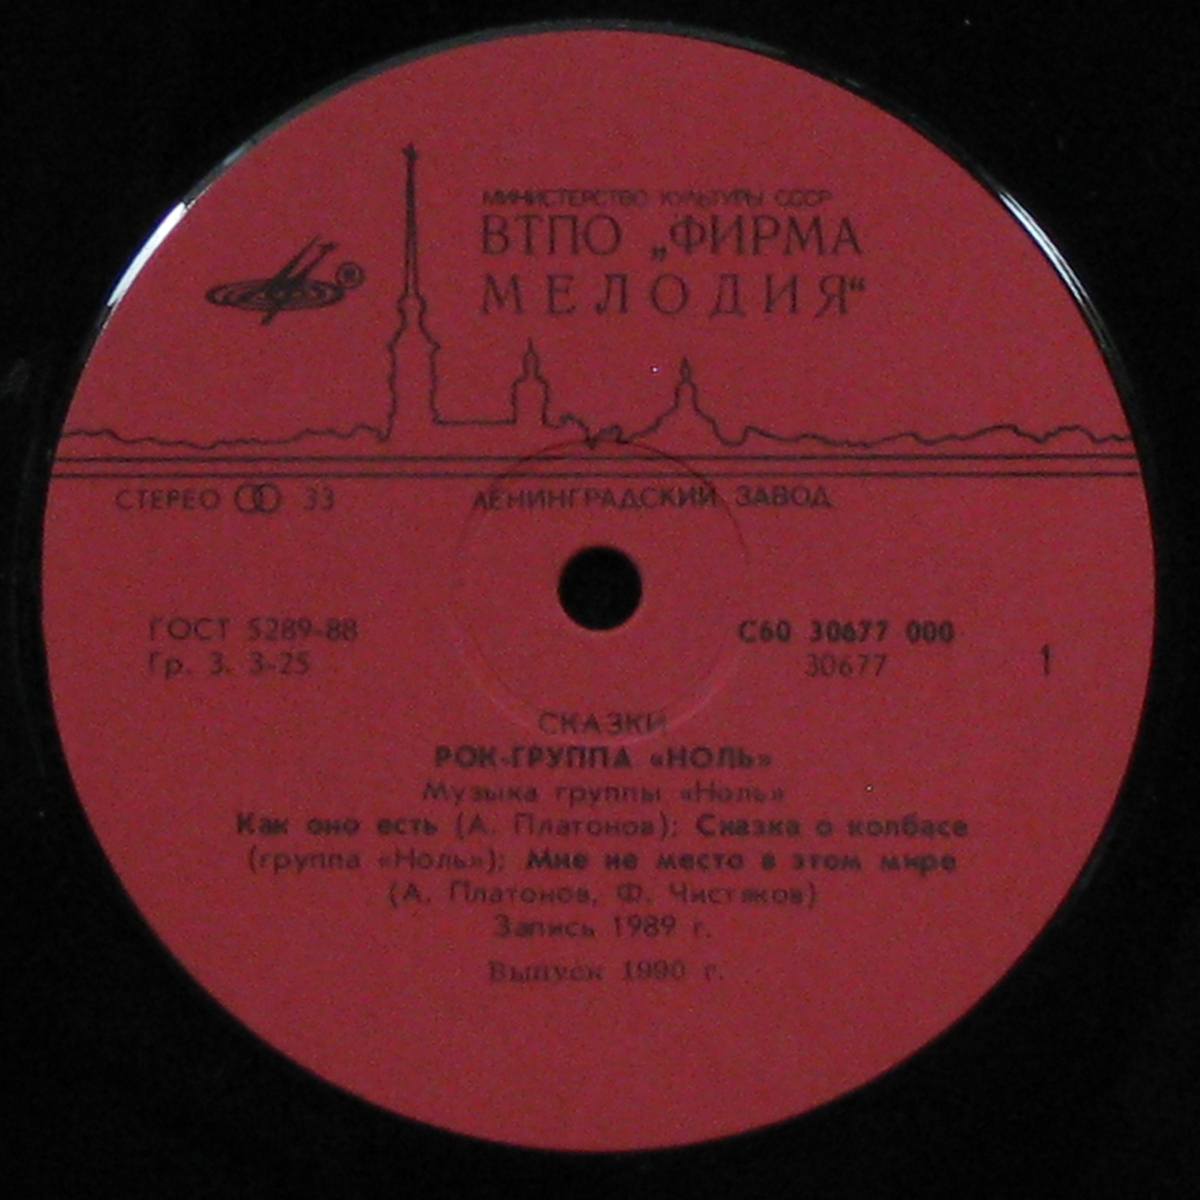 МИНИСТЕРСТВО КУЛЬТУРЫ СССР
ВТПО „ФИРМА
МЕЛОДИЯ“
®
СТЕРЕО 33
ЛЕНИНГРАДСКИЙ ЗАВОД
ГОСТ 5289-88
Гр. 3. 3-25
С60 30677 000
30677
1
СКАЗКИ
РОК-ГРУППА «НОЛЬ»
Музыка группы «Ноль»
Как оно есть (А. Платонов); Сказка о колбасе
(группа «Ноль»); Мне не место в этом мире
(А. Платонов, Ф. Чистяков)
Запись 1989 г.
Выпуск 1990 г.